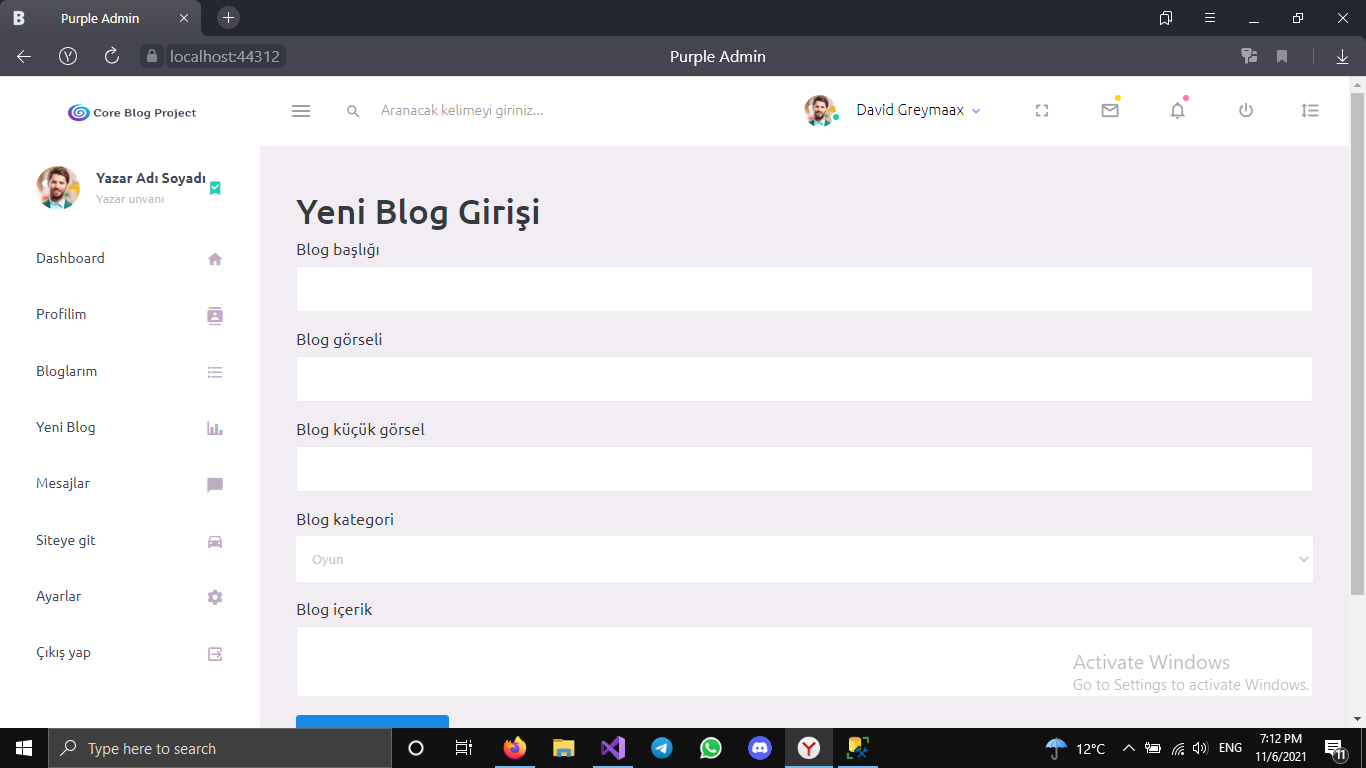 B
Purple Admin
localhost:44312
Purple Admin
Core Blog Project
Aranacak kelimeyi giriniz...
David Greymaax
Yazar Adı Soyadı
Yazar unvanı
Dashboard
Profilim
Bloglarım
Yeni Blog
Mesajlar
Siteye git
Ayarlar
Çıkış yap
Yeni Blog Girişi
Blog başlığı
Blog görseli
Blog küçük görsel
Blog kategori
Oyun
Blog içerik
Activate Windows
Go to Settings to activate Windows.
Type here to search
12°C
ENG
7:12 PM
11/6/2021
11